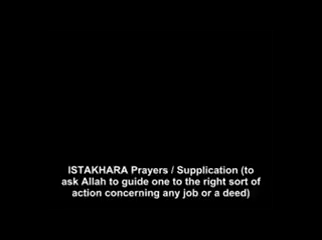 ISTAKHARA Prayers / Supplication (to
ask Allah to guide one to the right sort of
action concerning any job or a deed)